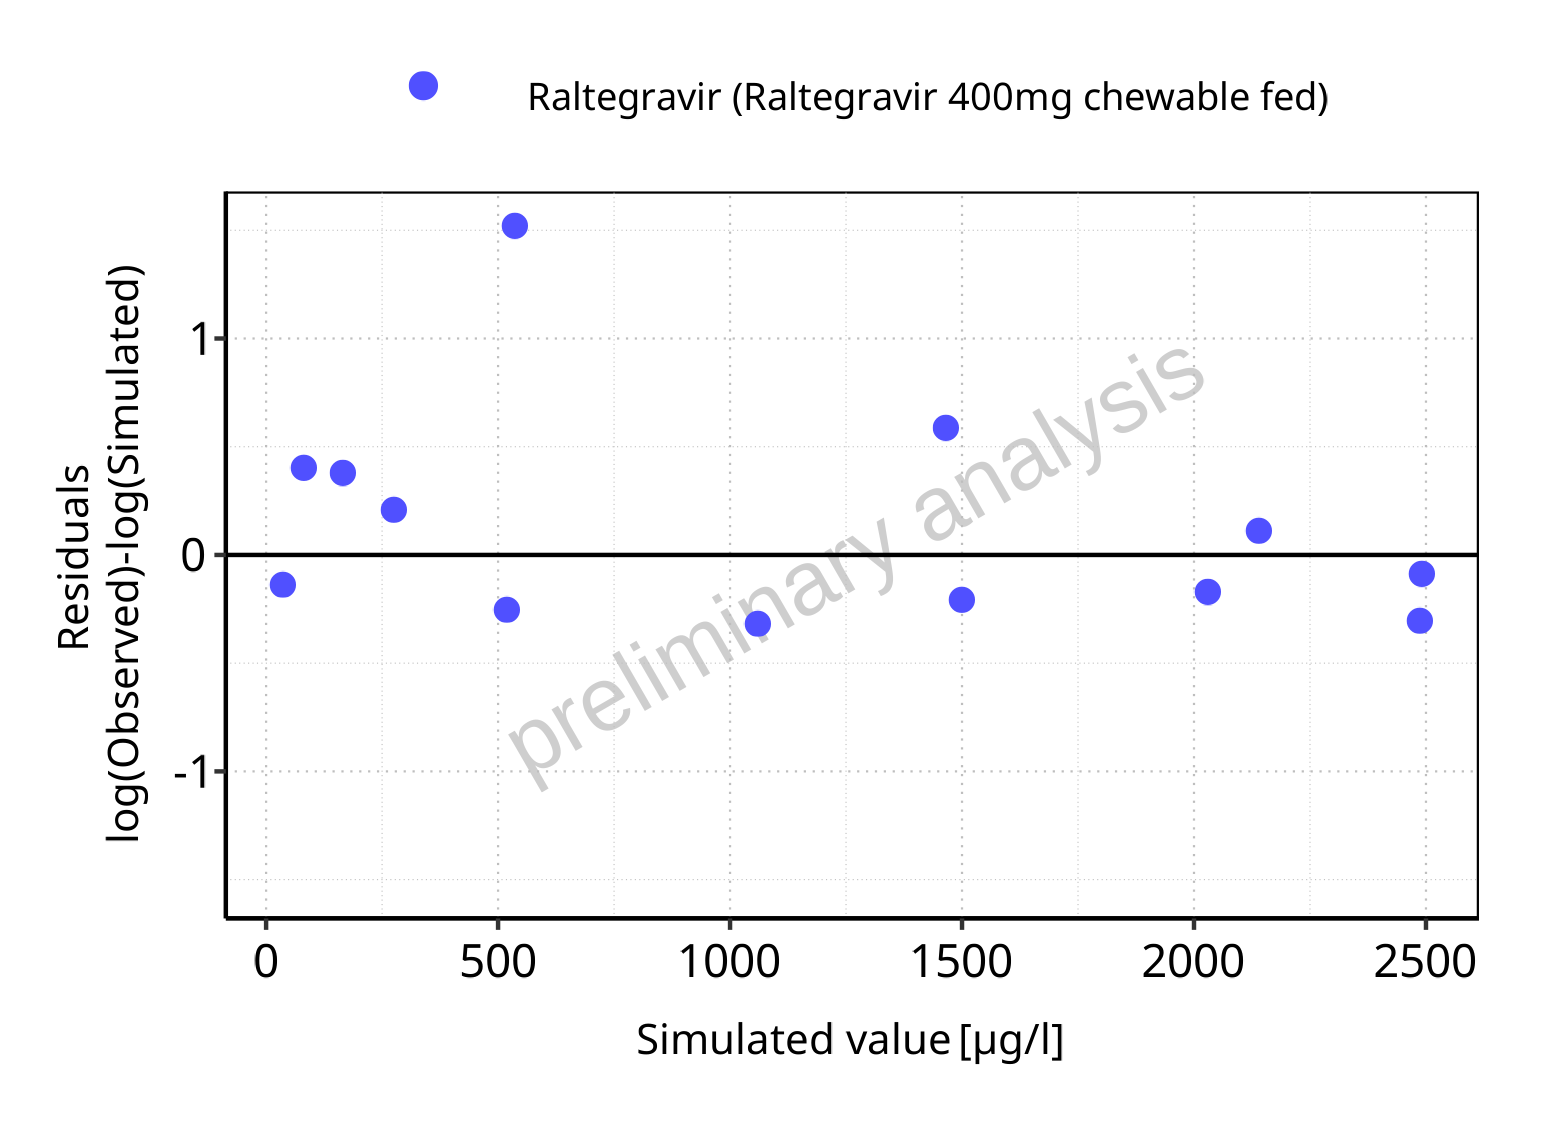 Raltegravir (Raltegravir 400mg chewable fed)
Residuals
log(Observed)-log(Simulated)
1
0
-1
preliminary analysis
0 500 1000 1500 2000 2500
Simulated value [µg/l]